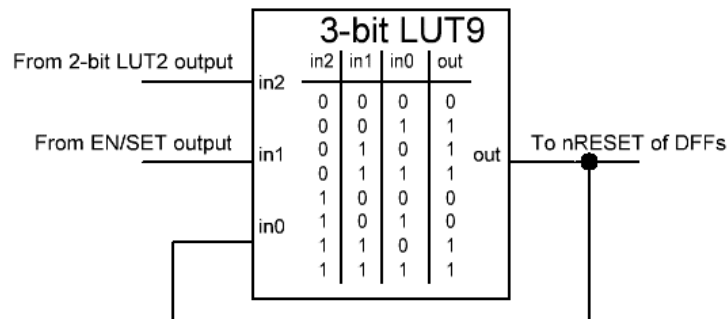 3-bit LUT9
From 2-bit LUT2 output
in2 in1 in0 out
in2
0 0 0 0
0 0 1 1
From EN/SET output
0 1 0 1
in1
out
To nRESET of DFFs
0 1 1 1
1 0 0 0
1 0 1 0
in0
1 1 0 1
1 1 1 1